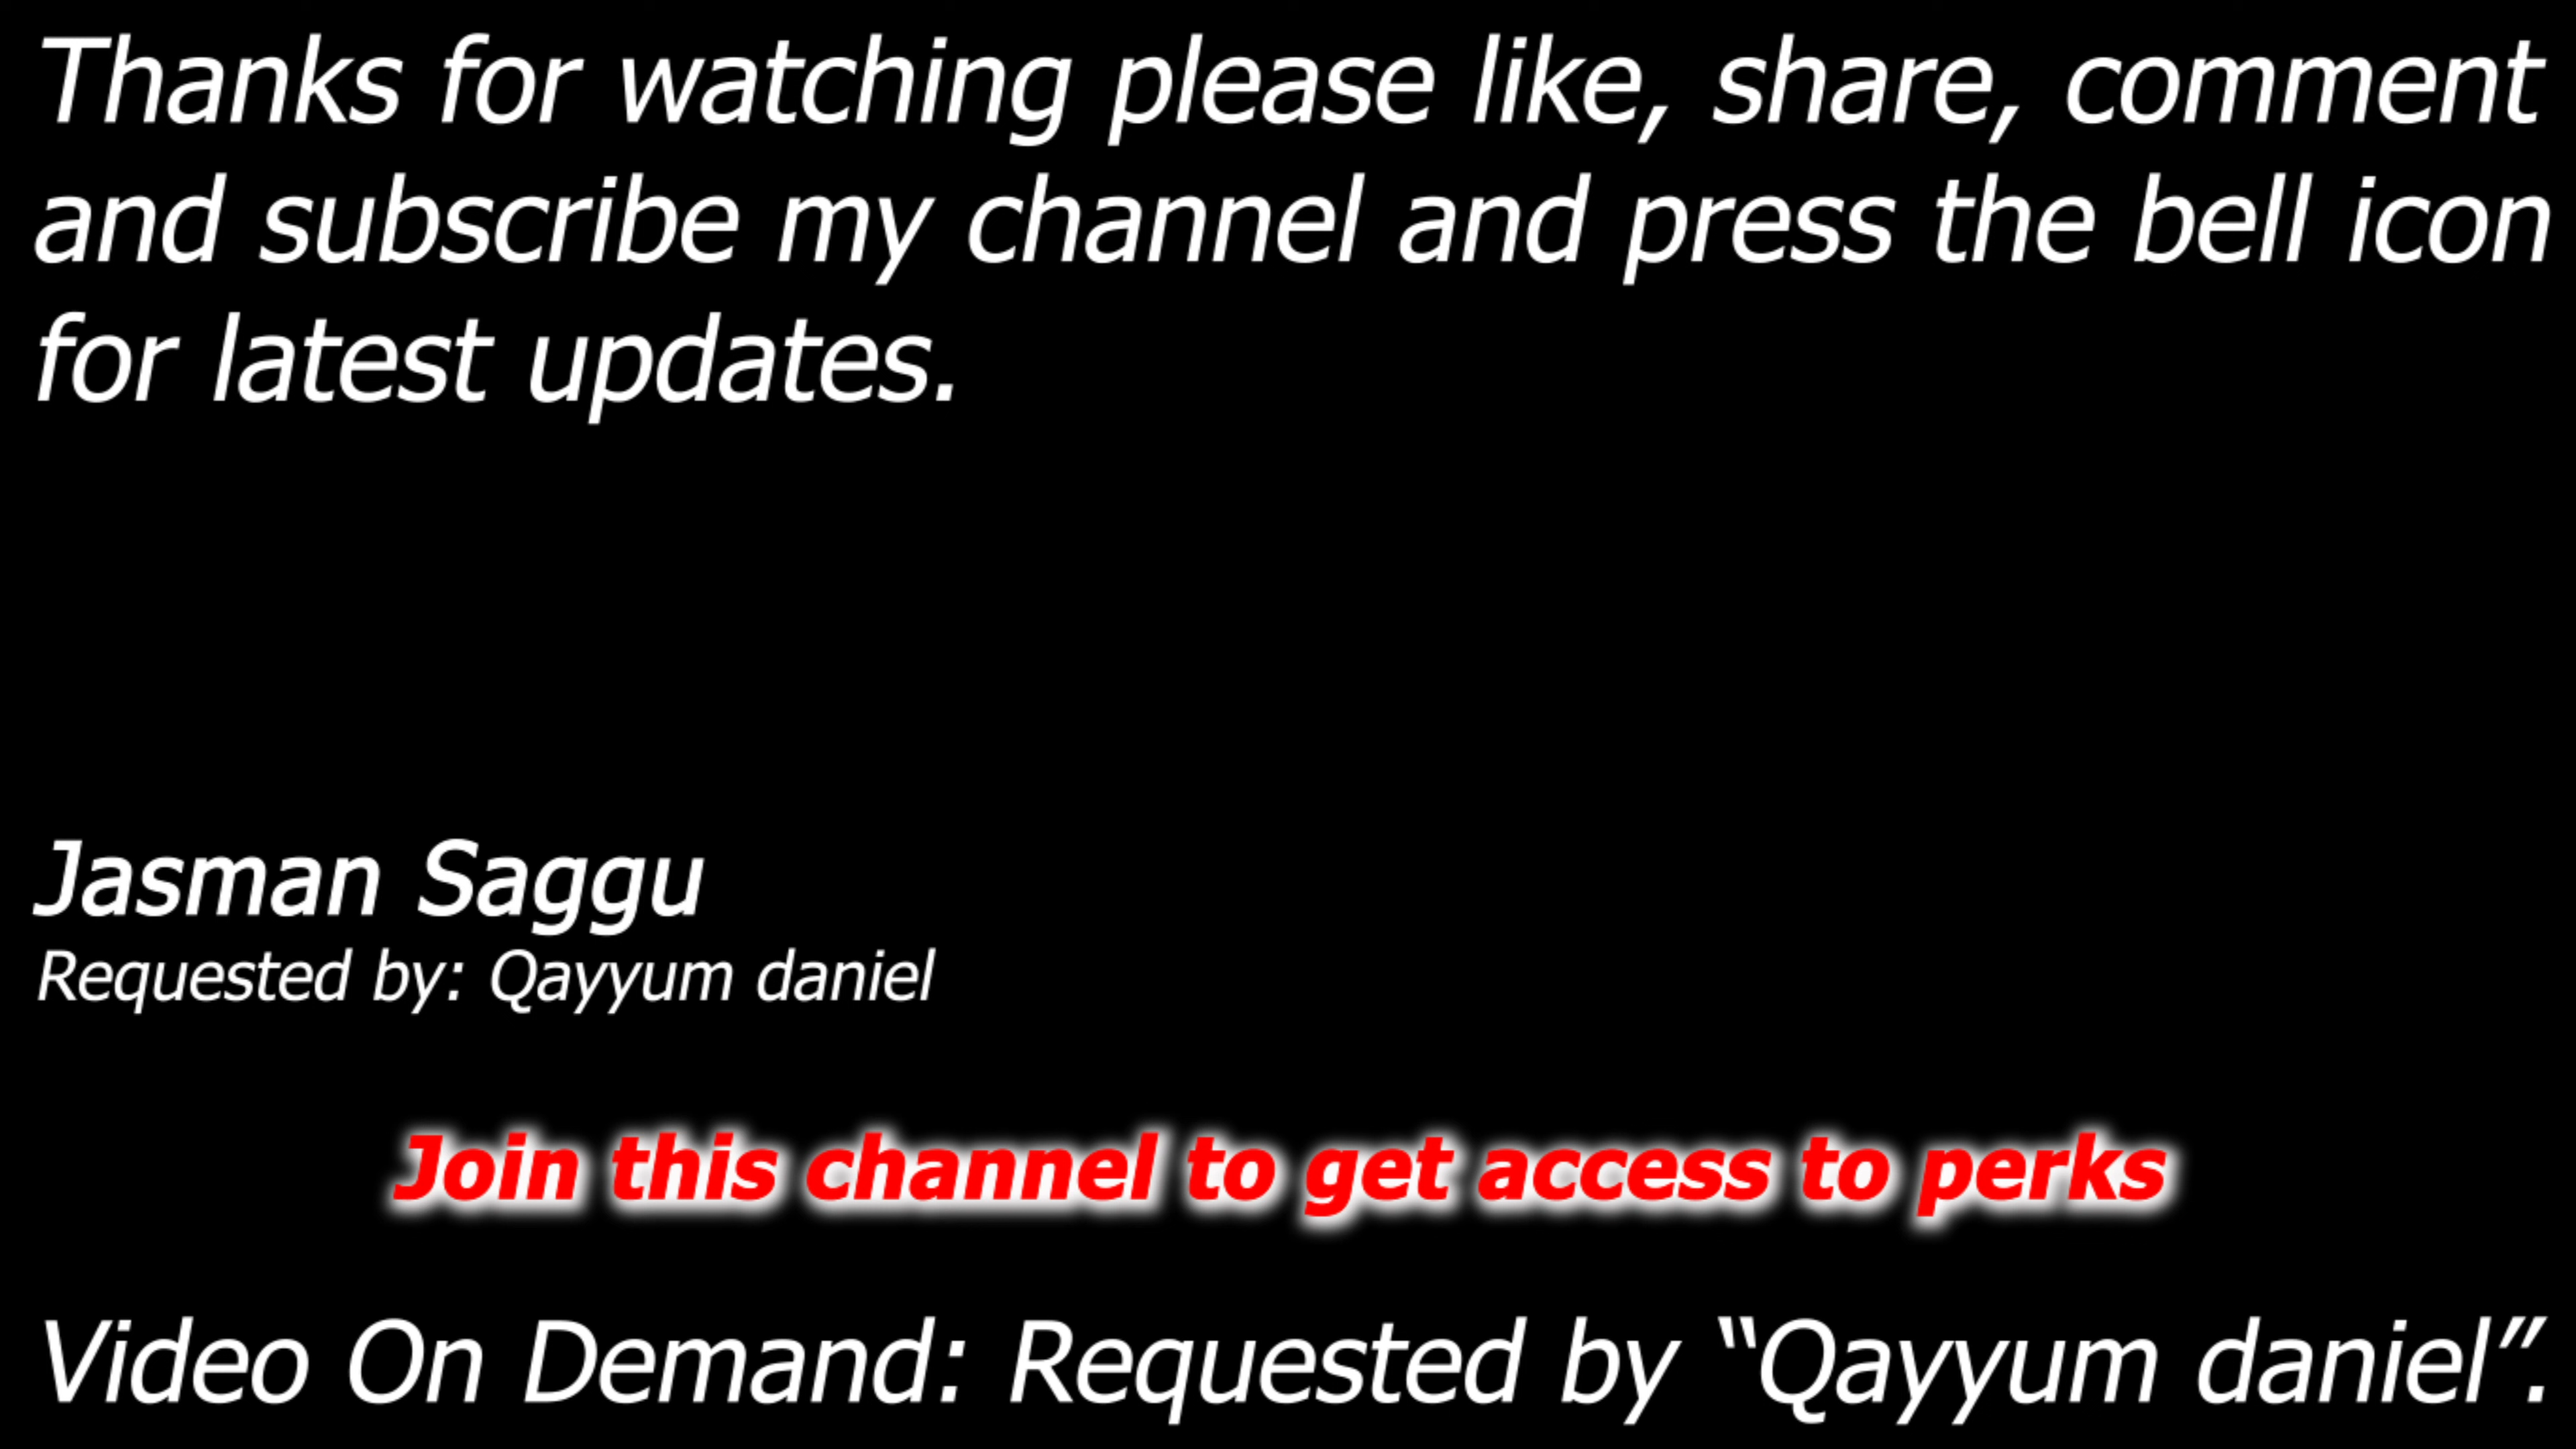 Thanks for watching please like, share, comment
and subscribe my channel and press the bell icon
for latest updates.
Jasman Saggu
Requested by: Qayyum daniel
Join this channel to get access to perks
Video On Demand: Requested by “Qayyum daniel”.